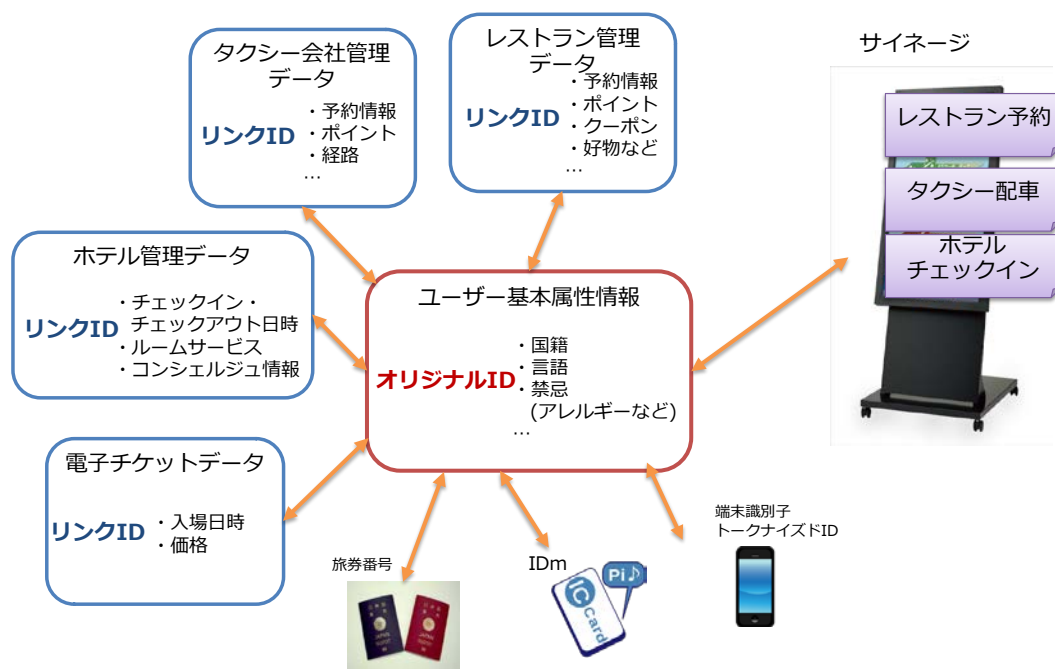 タクシー会社管理
データ
リンクID
・予約情報
・ポイント
・経路
…
レストラン管理
データ
リンクID
・予約情報
・ポイント
・クーポン
・好物など
…
サイネージ
レストラン予約
タクシー配車
ホテル
チェックイン
ホテル管理データ
リンクID
・チェックイン・
チェックアウト日時
・ルームサービス
・コンシェルジュ情報
ユーザー基本属性情報
オリジナルID
・国籍
・言語
・禁忌
(アレルギーなど)
…
電子チケットデータ
リンクID
・入場日時
・価格
旅券番号
IDm
Pi♪
IC
Card
端末識別子
トークナイズドID